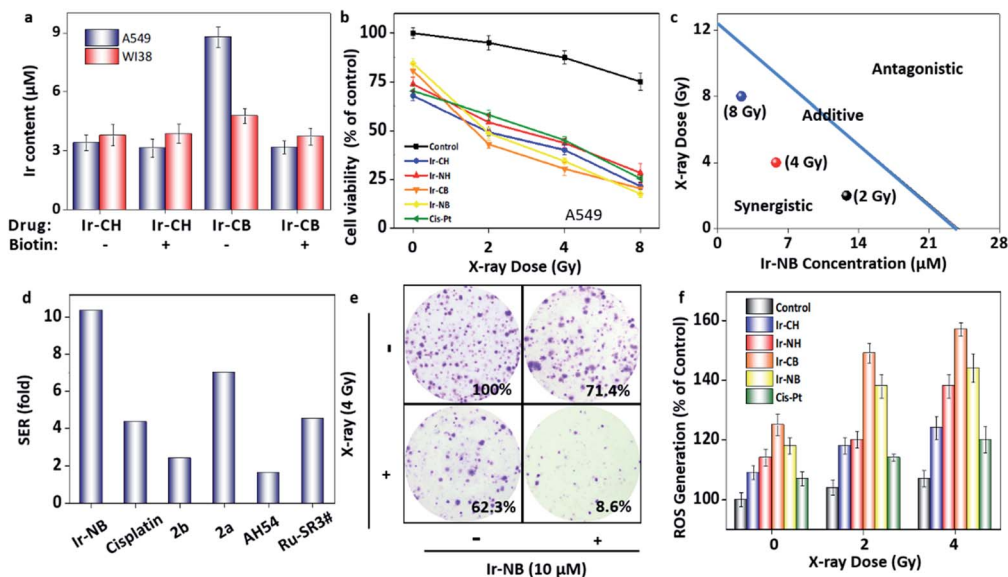 a
Ir content (μM)
9
6
3
0
A549
WI38
Drug: Ir-CH Ir-CH Ir-CB Ir-CB
Biotin: - + - +
b
Cell viability (% of control)
100
75
50
25
0
Control
Ir-CH
Ir-NH
Ir-CB
Ir-NB
Cis-Pt
A549
0 2 4 8
X-ray Dose (Gy)
c
X-ray Dose (Gy)
12
8
4
0
Antagonistic
(8 Gy)
Additive
(4 Gy)
(2 Gy)
Synergistic
0 7 14 21 28
Ir-NB Concentration (μM)
d
SER (fold)
10
8
6
4
2
0
Ir-NB Cisplatin 2b 2a AH54 Ru-SR3#
e
X-ray (4 Gy)
-
+
100%
71.4%
62.3%
8.6%
- +
Ir-NB (10 μM)
f
ROS Generation (% of Control)
160
140
120
100
Control
Ir-CH
Ir-NH
Ir-CB
Ir-NB
Cis-Pt
0 2 4
X-ray Dose (Gy)